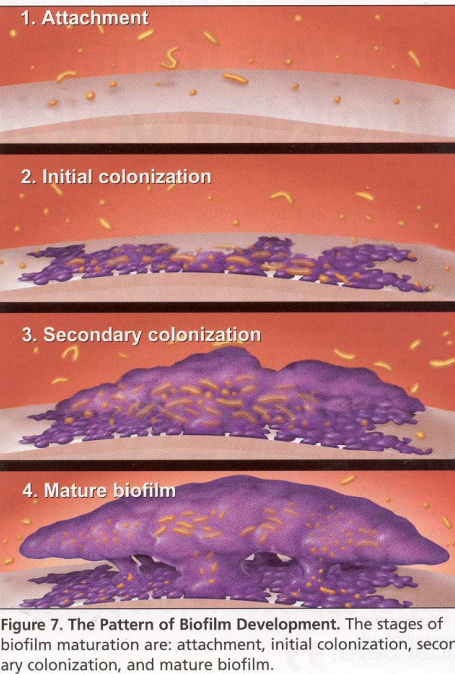 1. Attachment
2. Initial colonization
3. Secondary colonization
4. Mature biofilm
Figure 7. The Pattern of Biofilm Development. The stages of
biofilm maturation are: attachment, initial colonization, secon
ary colonization, and mature biofilm.